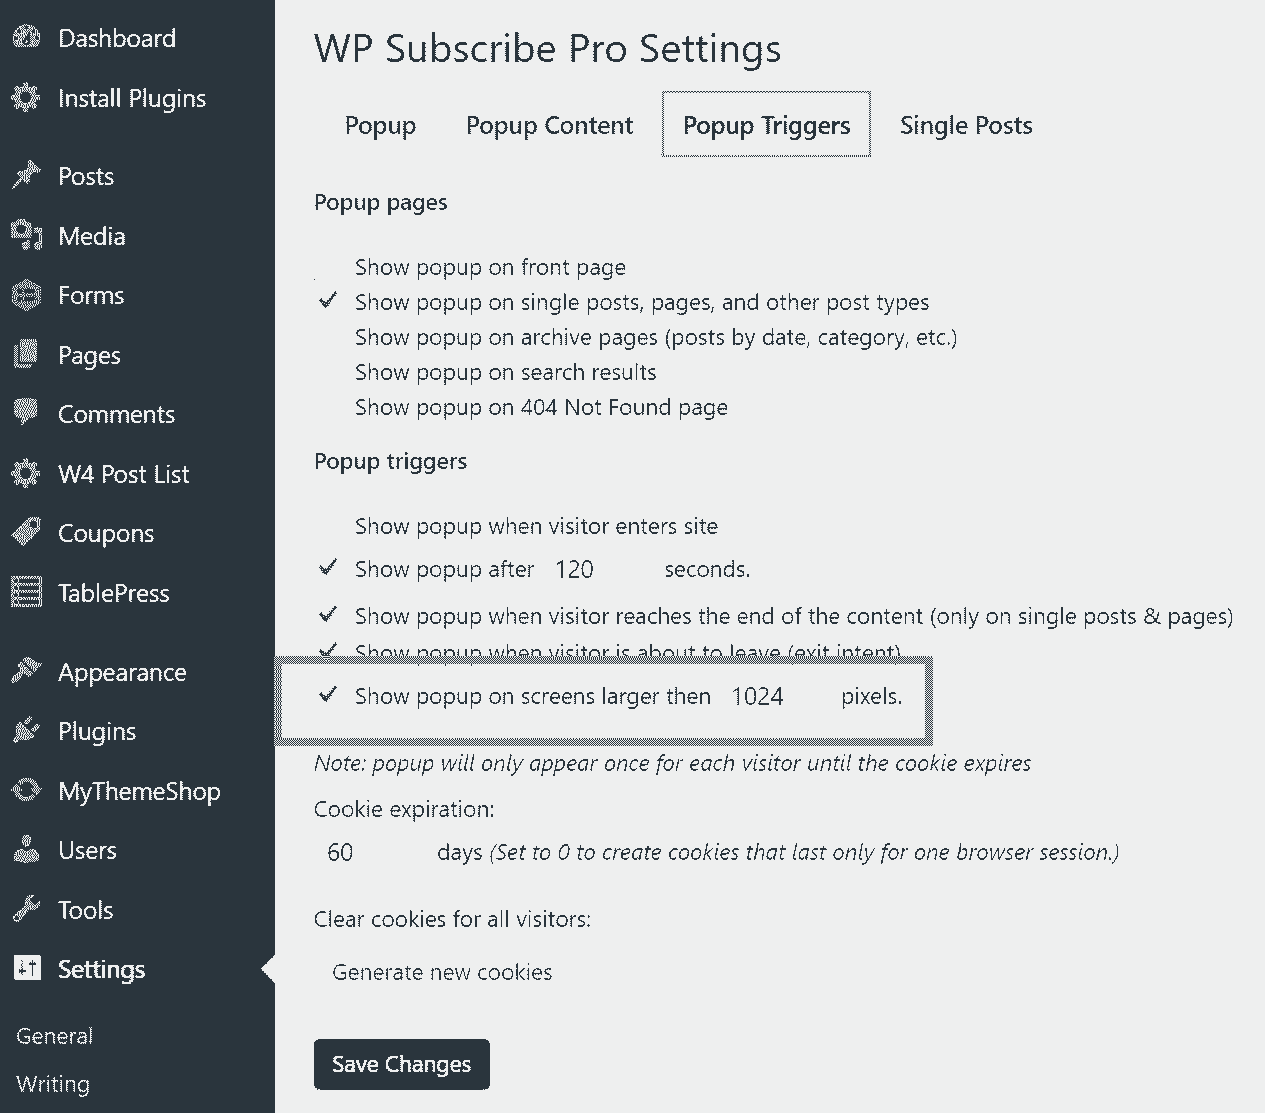 Dashboard
Install Plugins
Posts
Media
Forms
Pages
Comments
W4 Post List
Coupons
TablePress
Appearance
Plugins
MyThemeShop
Users
Tools
Settings
General
Writing
WP Subscribe Pro Settings
Popup Popup Content Popup Triggers Single Posts
Popup pages
Show popup on front page
Show popup on single posts, pages, and other post types
Show popup on archive pages (posts by date, category, etc.)
Show popup on search results
Show popup on 404 Not Found page
Popup triggers
Show popup when visitor enters site
Show popup after 120 seconds.
Show popup when visitor reaches the end of the content (only on single posts & pages)
Show popup when visitor is about to leave (exit intent)
Show popup on screens larger then 1024 pixels.
Note: popup will only appear once for each visitor until the cookie expires
Cookie expiration:
60 days (Set to 0 to create cookies that last only for one browser session.)
Clear cookies for all visitors:
Generate new cookies
Save Changes